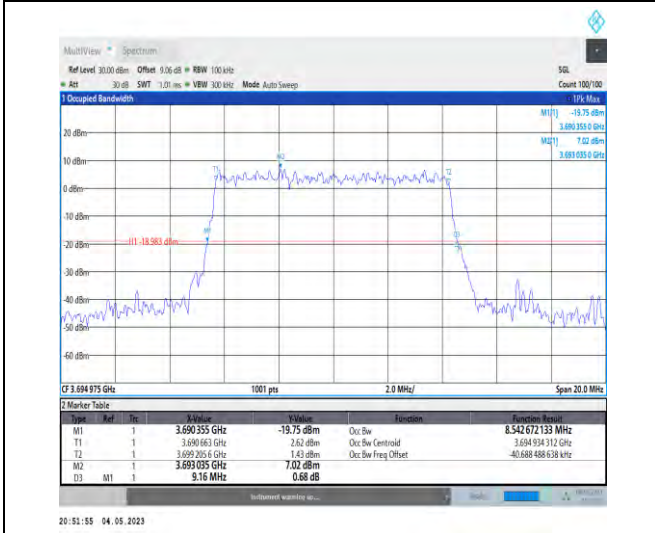 MultiView Spectrum
Ref Level 30.00 dBm Offset 9.06 dB RBW 100 kHz SGL
Att 30 dB SWT 1.01 ms VBW 300 kHz Mode Auto Sweep Count 100/100
1 Occupied Bandwidth 1Pk Max
M1[1] -19.75 dBm
3.690 355 0 GHz
M2[1] 7.02 dBm
3.693 035 0 GHz
20 dBm
M2
10 dBm
T1
T2
0 dBm
-10 dBm
M1
D3
-20 dBm
H1 -18.983 dBm
-30 dBm
-40 dBm
-50 dBm
-60 dBm
CF 3.694 975 GHz 1001 pts 2.0 MHz/ Span 20.0 MHz
2 Marker Table
Type Ref Trc X-Value Y-Value Function Function Result
M1 1 3.690 355 GHz -19.75 dBm Occ Bw 8.542 672 133 MHz
T1 1 3.690 663 GHz 2.62 dBm Occ Bw Centroid 3.694 934 312 GHz
T2 1 3.699 205 6 GHz 1.43 dBm Occ Bw Freq Offset -40.688 488 638 kHz
M2 1 3.693 035 GHz 7.02 dBm
D3 M1 1 9.16 MHz 0.68 dB
Instrument warming up...
20:51:55 04.05.2023